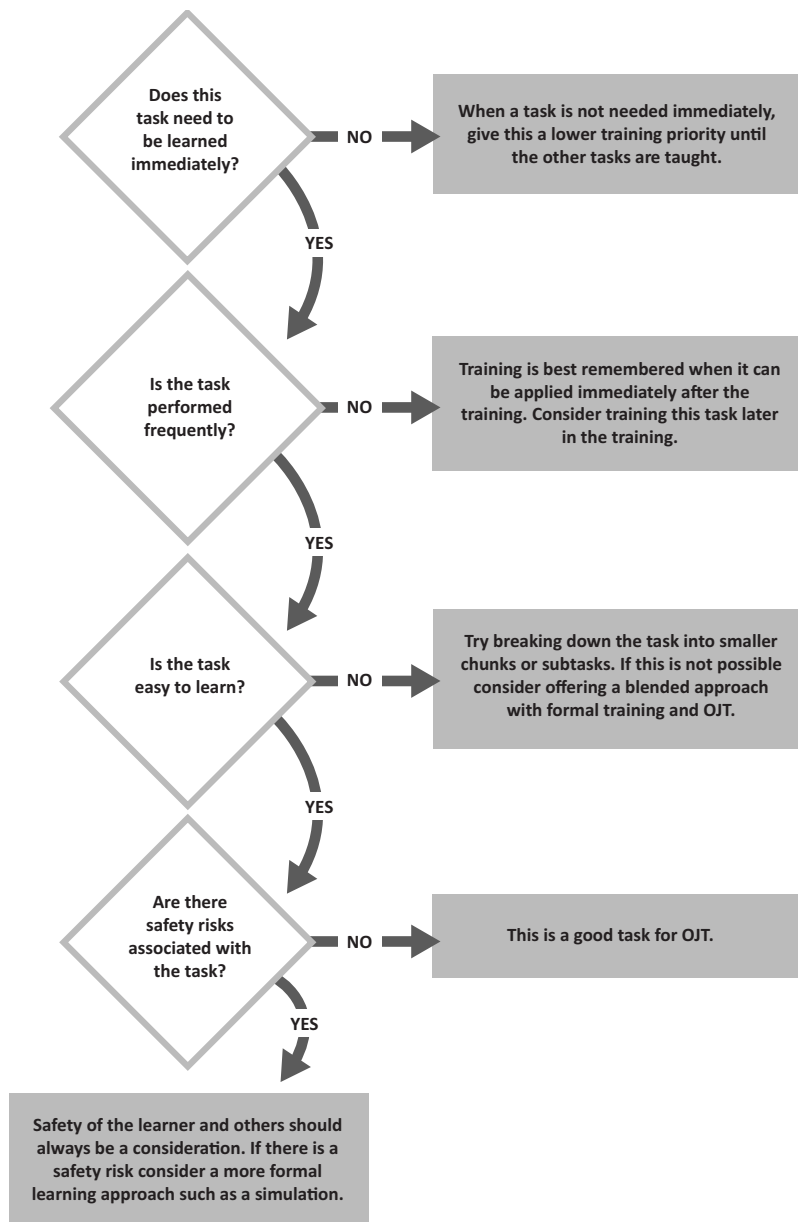 Does this
task need to
be learned
immediately?
NO
When a task is not needed immediately,
give this a lower training priority until
the other tasks are taught.
YES
Is the task
performed
frequently?
NO
Training is best remembered when it can
be applied immediately after the
training. Consider training this task later
in the training.
YES
Is the task
easy to learn?
NO
Try breaking down the task into smaller
chunks or subtasks. If this is not possible
consider offering a blended approach
with formal training and OJT.
YES
Are there
safety risks
associated with
the task?
NO
This is a good task for OJT.
YES
Safety of the learner and others should
always be a consideration. If there is a
safety risk consider a more formal
learning approach such as a simulation.